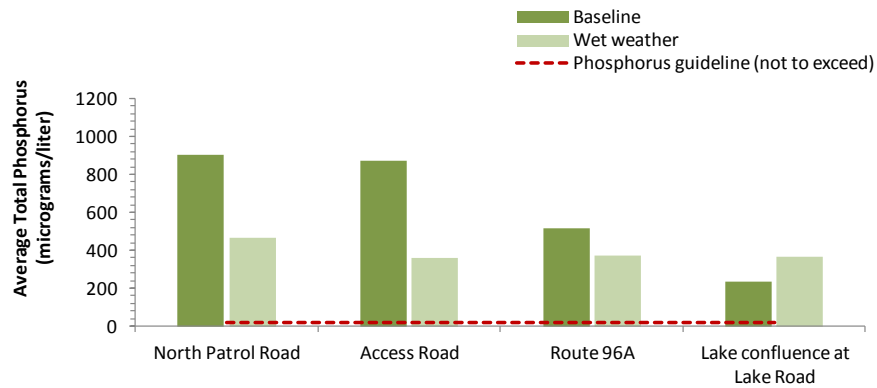 Baseline
Wet weather
Phosphorus guideline (not to exceed)
Average Total Phosphorus
(micrograms/liter)
1200
1000
800
600
400
200
0
North Patrol Road
Access Road
Route 96A
Lake confluence at
Lake Road